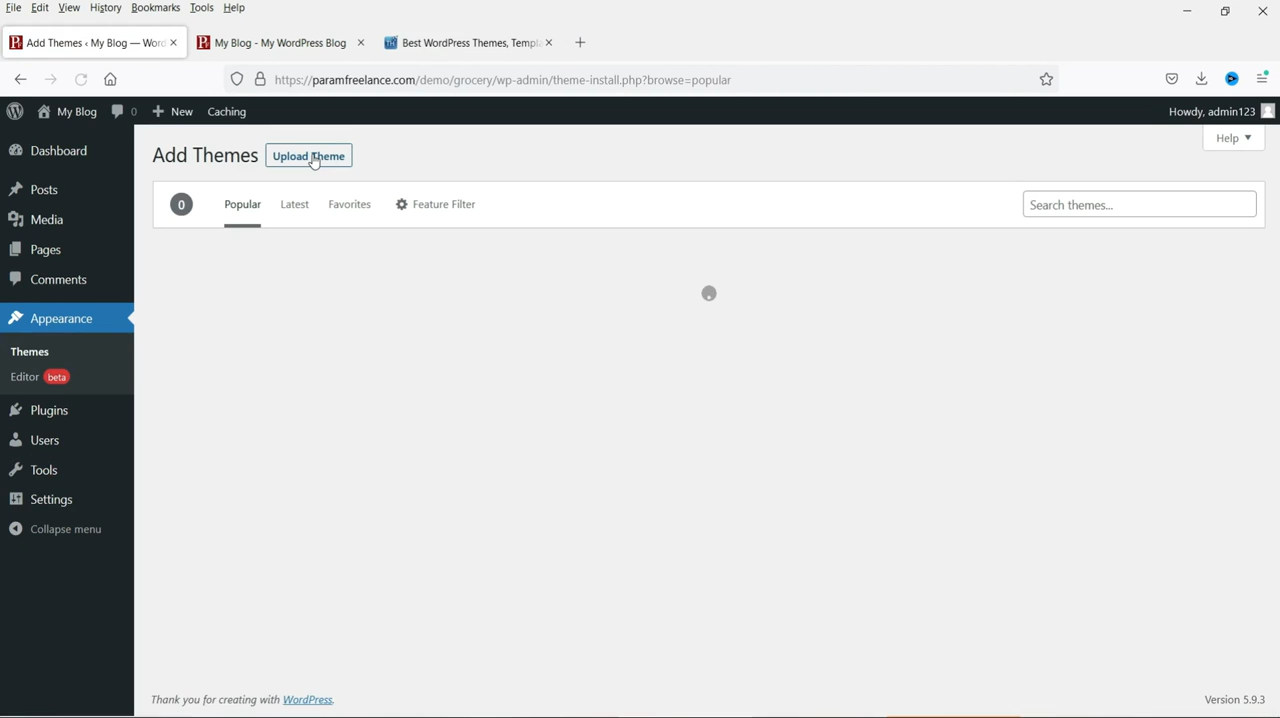 File Edit View History Bookmarks Tools Help
Add Themes ‹ My Blog — Word
My Blog - My WordPress Blog
Best WordPress Themes, Templa
https://paramfreelance.com/demo/grocery/wp-admin/theme-install.php?browse=popular
My Blog 0 New Caching Howdy, admin123
Help
Dashboard
Add Themes Upload Theme
Posts
0 Popular Latest Favorites Feature Filter Search themes...
Media
Pages
Comments
Appearance
Themes
Editor beta
Plugins
Users
Tools
Settings
Collapse menu
Thank you for creating with WordPress. Version 5.9.3